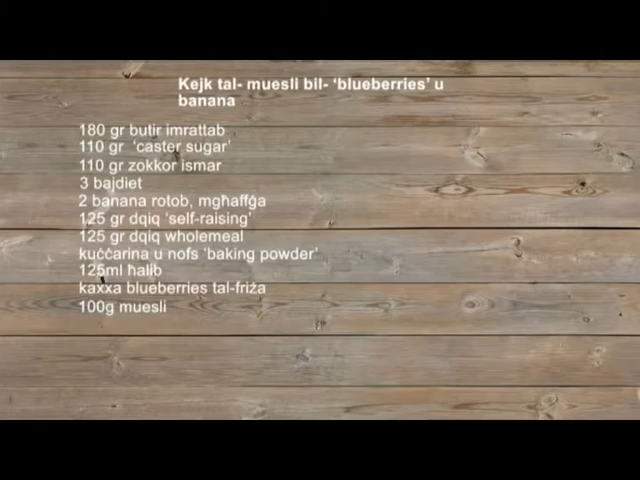 Kejk tal- muesli bil- ‘blueberries’ u
banana
180 gr butir imrattab
110 gr ‘caster sugar’
110 gr zokkor ismar
3 bajdiet
2 banana rotob, mgħaffġa
125 gr dqiq ‘self-raising’
125 gr dqiq wholemeal
kuċċarina u nofs ‘baking powder’
125ml ħalib
kaxxa blueberries tal-friża
100g muesli